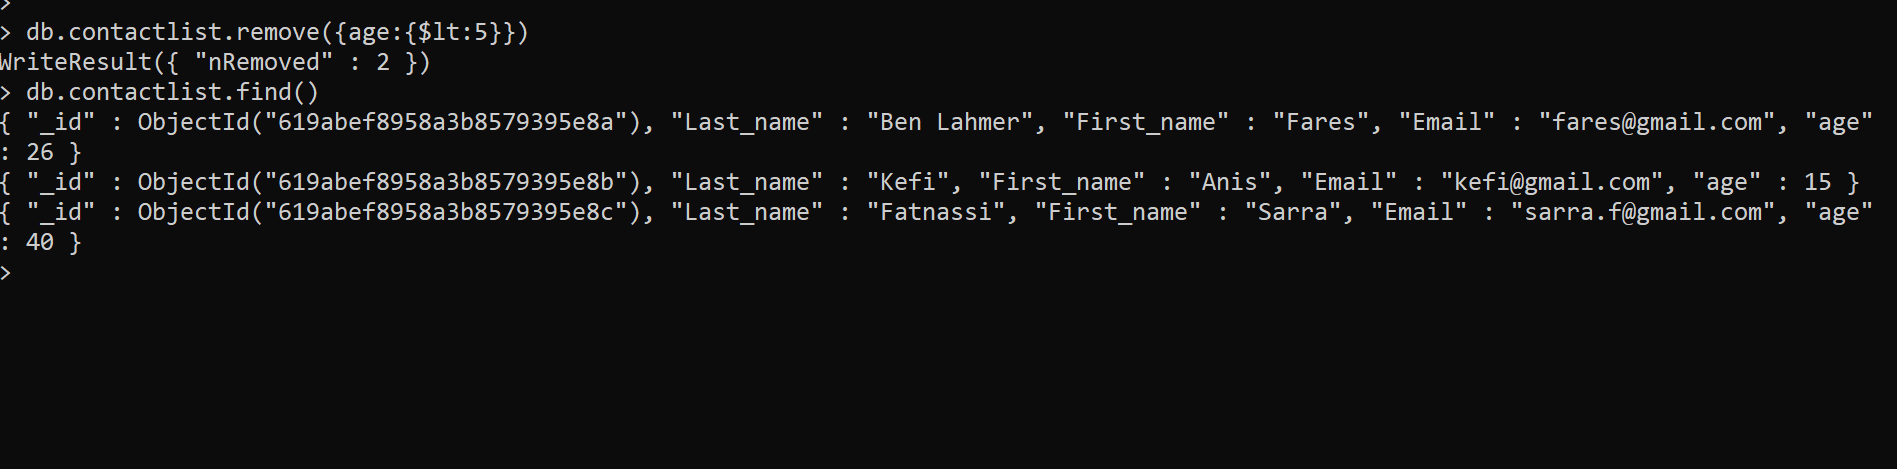 >
> db.contactlist.remove({age:{$lt:5}})
WriteResult({ "nRemoved" : 2 })
> db.contactlist.find()
{ "_id" : ObjectId("619abef8958a3b8579395e8a"), "Last_name" : "Ben Lahmer", "First_name" : "Fares", "Email" : "fares@gmail.com", "age"
: 26 }
{ "_id" : ObjectId("619abef8958a3b8579395e8b"), "Last_name" : "Kefi", "First_name" : "Anis", "Email" : "kefi@gmail.com", "age" : 15 }
{ "_id" : ObjectId("619abef8958a3b8579395e8c"), "Last_name" : "Fatnassi", "First_name" : "Sarra", "Email" : "sarra.f@gmail.com", "age"
: 40 }
>